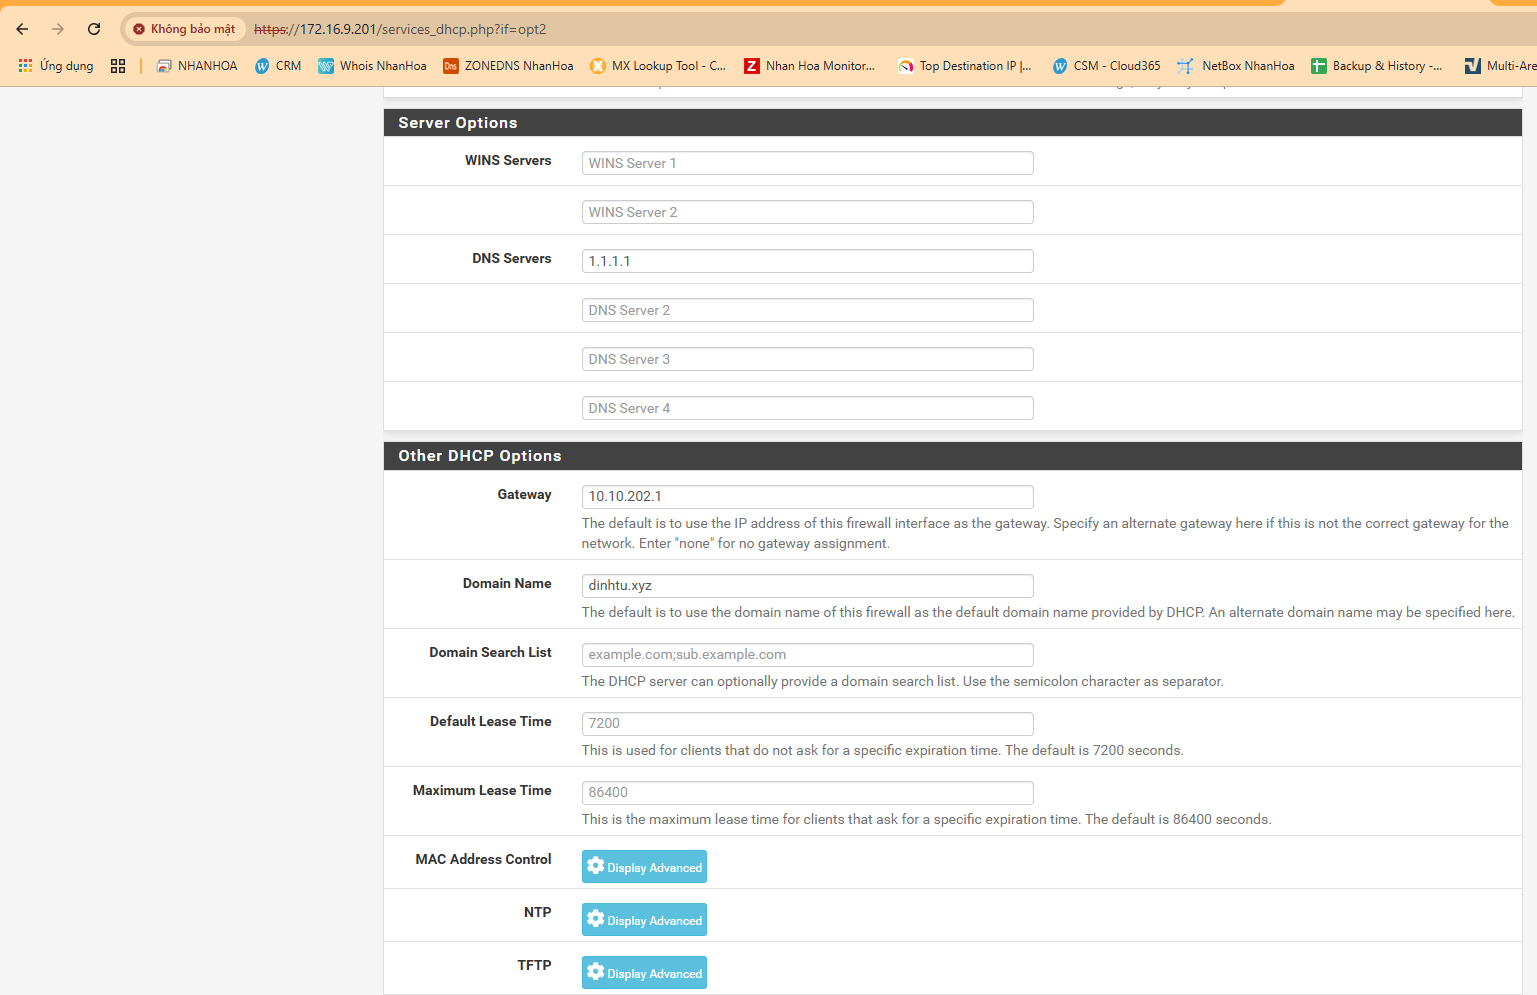 Không bảo mật https://172.16.9.201/services_dhcp.php?if=opt2
Ứng dụng NHANHOA CRM Whois NhanHoa Dns ZONEDNS NhanHoa MX Lookup Tool - C... Z Nhan Hoa Monitor... Top Destination IP |... CSM - Cloud365 NetBox NhanHoa Backup & History -... Multi-Are
Server Options
WINS Servers WINS Server 1
WINS Server 2
DNS Servers 1.1.1.1
DNS Server 2
DNS Server 3
DNS Server 4
Other DHCP Options
Gateway 10.10.202.1
The default is to use the IP address of this firewall interface as the gateway. Specify an alternate gateway here if this is not the correct gateway for the
network. Enter "none" for no gateway assignment.
Domain Name dinhtu.xyz
The default is to use the domain name of this firewall as the default domain name provided by DHCP. An alternate domain name may be specified here.
Domain Search List example.com;sub.example.com
The DHCP server can optionally provide a domain search list. Use the semicolon character as separator.
Default Lease Time 7200
This is used for clients that do not ask for a specific expiration time. The default is 7200 seconds.
Maximum Lease Time 86400
This is the maximum lease time for clients that ask for a specific expiration time. The default is 86400 seconds.
MAC Address Control Display Advanced
NTP Display Advanced
TFTP Display Advanced